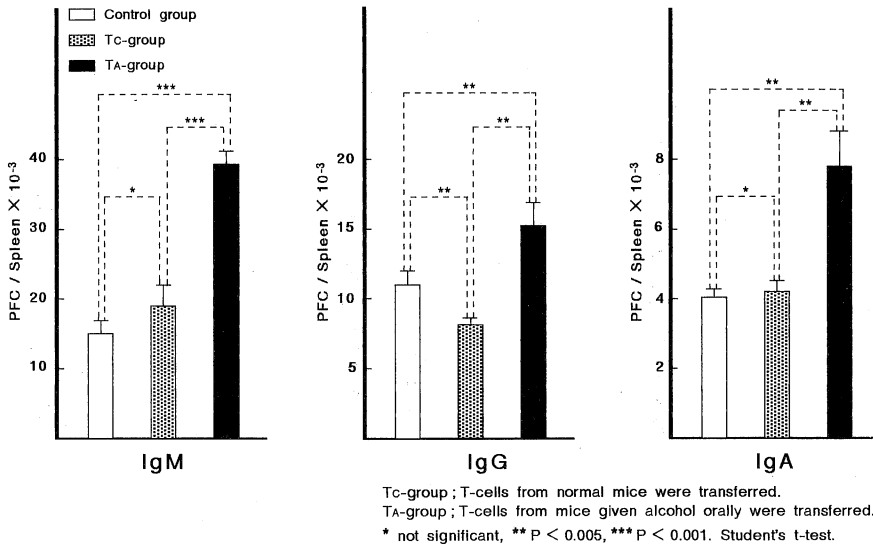 Control group
Tc-group
TA-group
PFC / Spleen × 10-3
40
30
20
10
***
***
*
IgM
PFC / Spleen × 10-3
20
15
10
5
**
**
**
IgG
PFC / Spleen × 10-3
8
6
4
2
**
**
*
IgA
Tc-group ; T-cells from normal mice were transferred.
TA-group ; T-cells from mice given alcohol orally were transferred.
* not significant, ** P < 0.005, *** P < 0.001. Student's t-test.